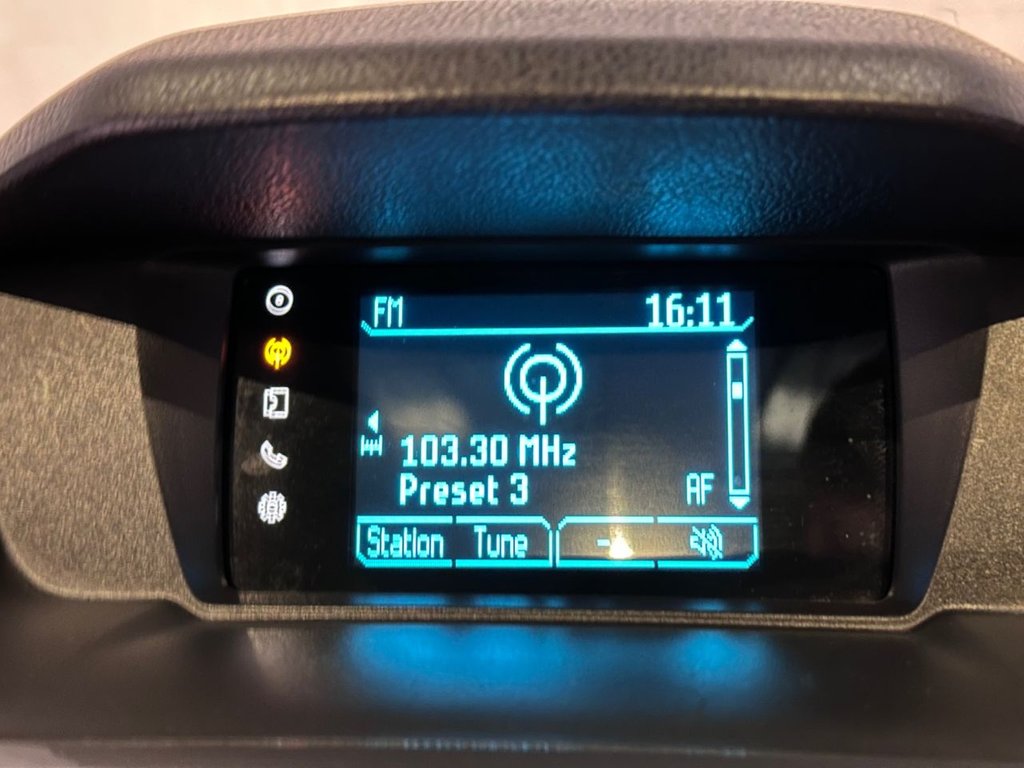 FM 16:11
103.30 MHz
Preset 3 AF
Station Tune